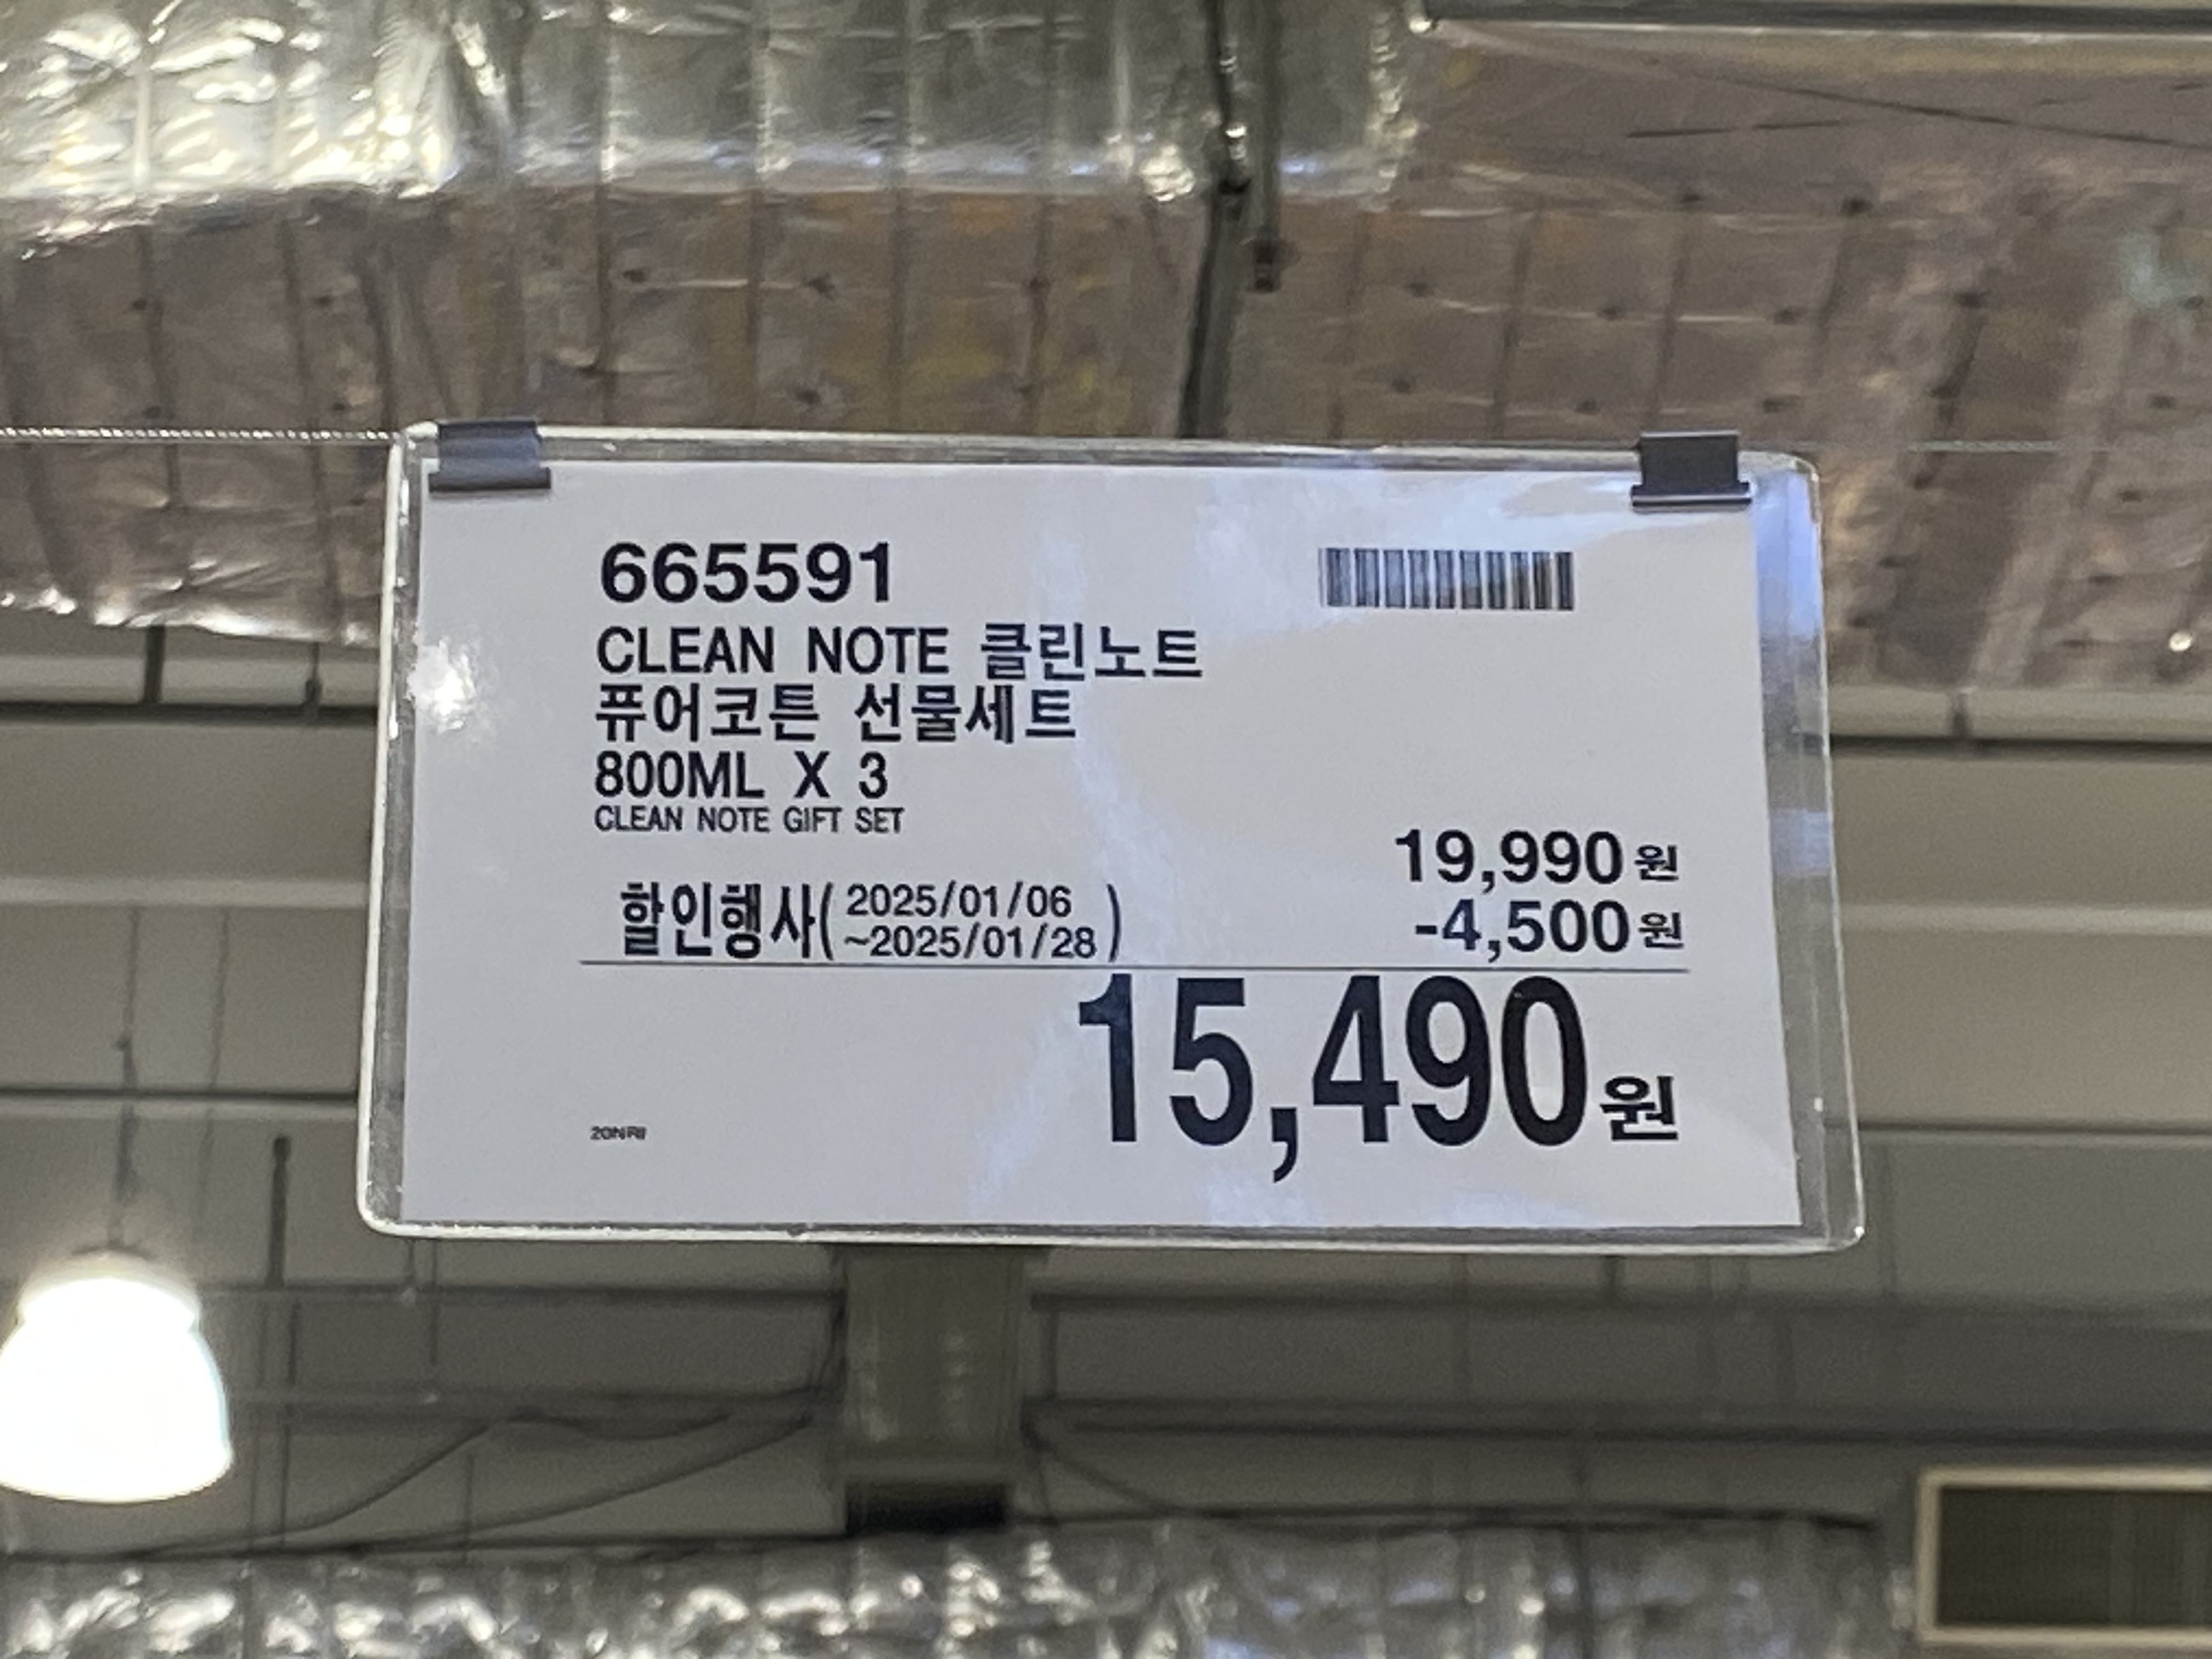 665591
CLEAN NOTE 클린노트
퓨어코튼 선물세트
800ML X 3
CLEAN NOTE GIFT SET
19,990원
할인행사(2025/01/06
~2025/01/28)
-4,500원
15,490원